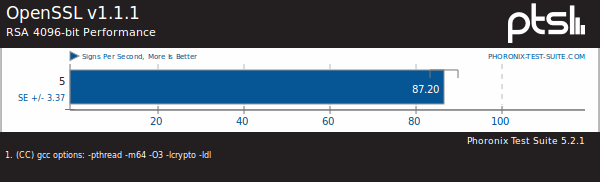 OpenSSL v1.1.1
RSA 4096-bit Performance
ptsl
Signs Per Second, More Is Better
PHORONIX-TEST-SUITE.COM
5
SE +/- 3.37
87.20
20
40
60
80
100
Phoronix Test Suite 5.2.1
1. (CC) gcc options: -pthread -m64 -O3 -lcrypto -ldl